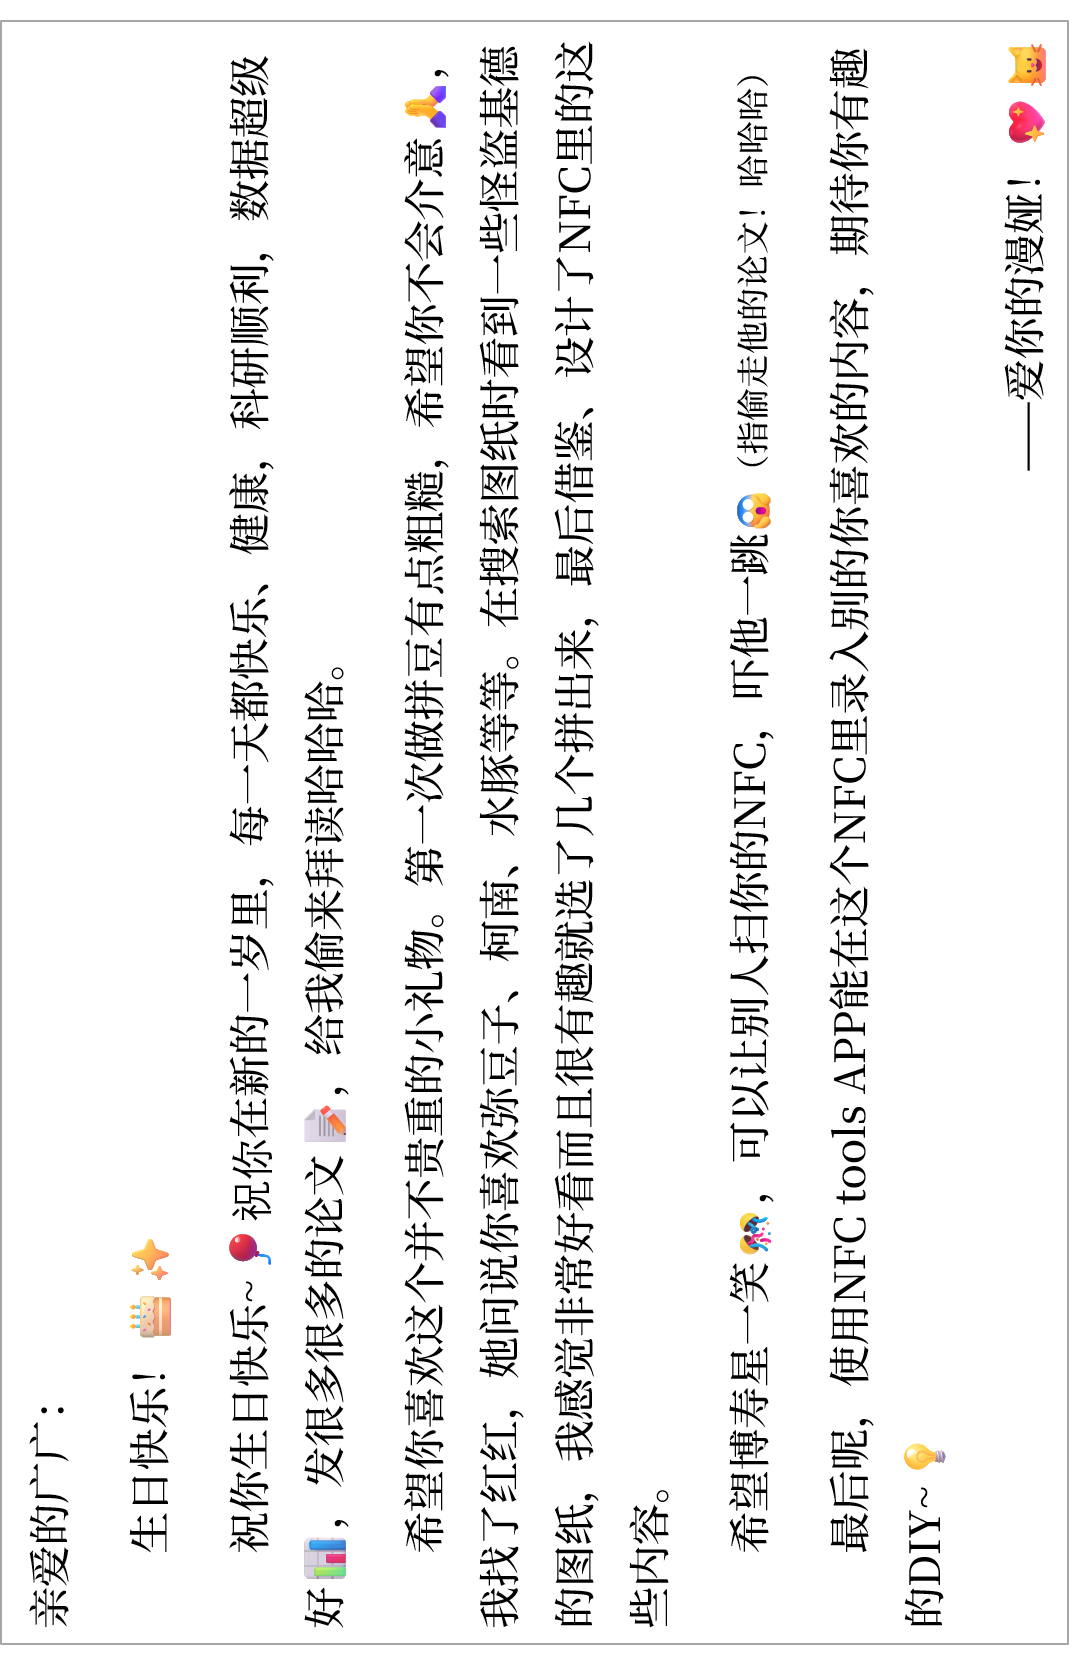 亲爱的广广：
生日快乐！🎂✨
祝你生日快乐~🎈祝你在新的一岁里，每一天都快乐、健康，科研顺利，数据超级
好📊，发很多很多的论文📝，给我偷来拜读哈哈哈。
希望你喜欢这个并不贵重的小礼物。第一次做拼豆有点粗糙，希望你不会介意🙏，
我找了红红，她问说你喜欢弥豆子、柯南、水豚等等。在搜索图纸时看到一些怪盗基德
的图纸，我感觉非常好看而且很有趣就选了几个拼出来，最后借鉴、设计了NFC里的这
些内容。
希望博寿星一笑🎊，可以让别人扫你的NFC，吓他一跳😱（指偷走他的论文！哈哈哈）
最后呢，使用NFC tools APP能在这个NFC里录入别的你喜欢的内容，期待你有趣
的DIY~💡
——爱你的漫娅！💖😺